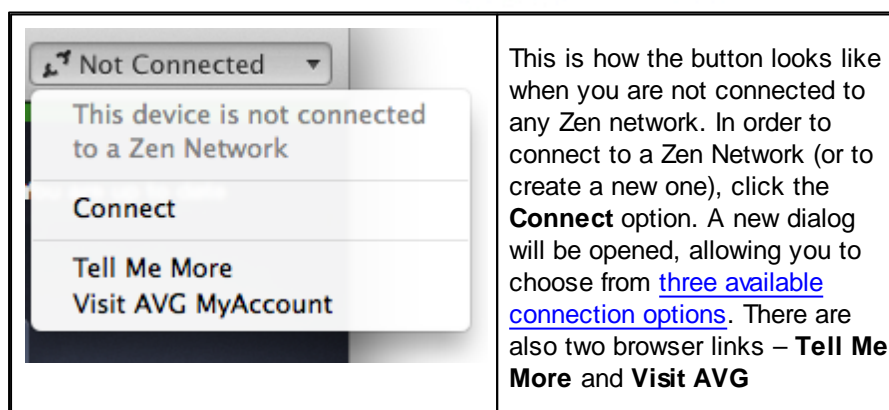 Not Connected
This device is not connected
to a Zen Network
Connect
Tell Me More
Visit AVG MyAccount
This is how the button looks like
when you are not connected to
any Zen network. In order to
connect to a Zen Network (or to
create a new one), click the
Connect option. A new dialog
will be opened, allowing you to
choose from three available
connection options. There are
also two browser links – Tell Me
More and Visit AVG